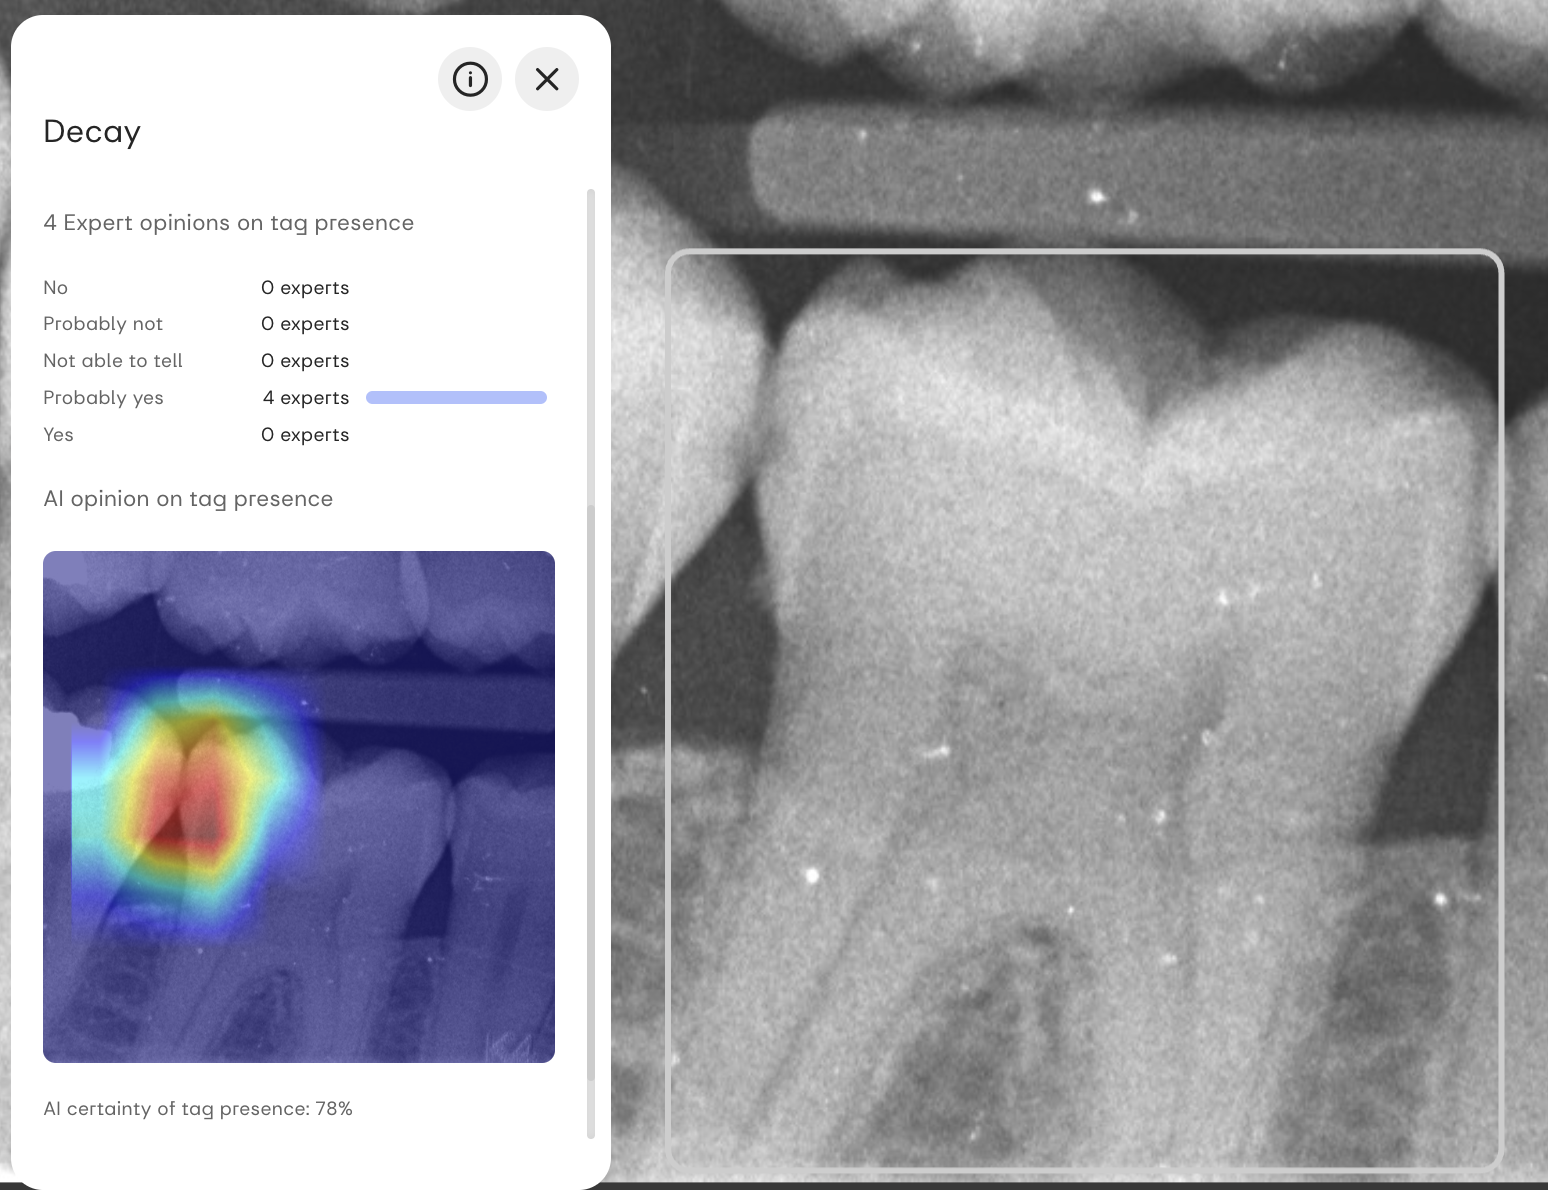 Decay
4 Expert opinions on tag presence
No 0 experts
Probably not 0 experts
Not able to tell 0 experts
Probably yes 4 experts
Yes 0 experts
AI opinion on tag presence
AI certainty of tag presence: 78%